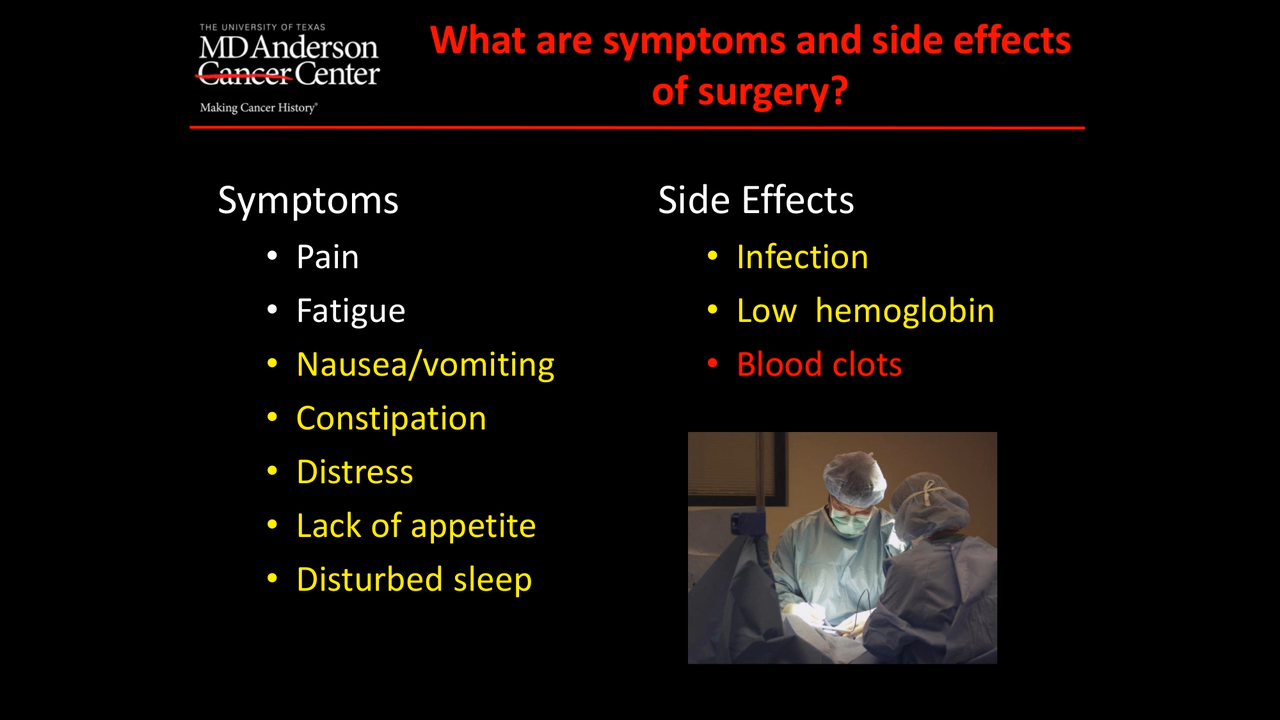 THE UNIVERSITY OF TEXAS
MD Anderson
Cancer Center
Making Cancer History®
What are symptoms and side effects
of surgery?
Symptoms
• Pain
• Fatigue
• Nausea/vomiting
• Constipation
• Distress
• Lack of appetite
• Disturbed sleep
Side Effects
• Infection
• Low  hemoglobin
• Blood clots